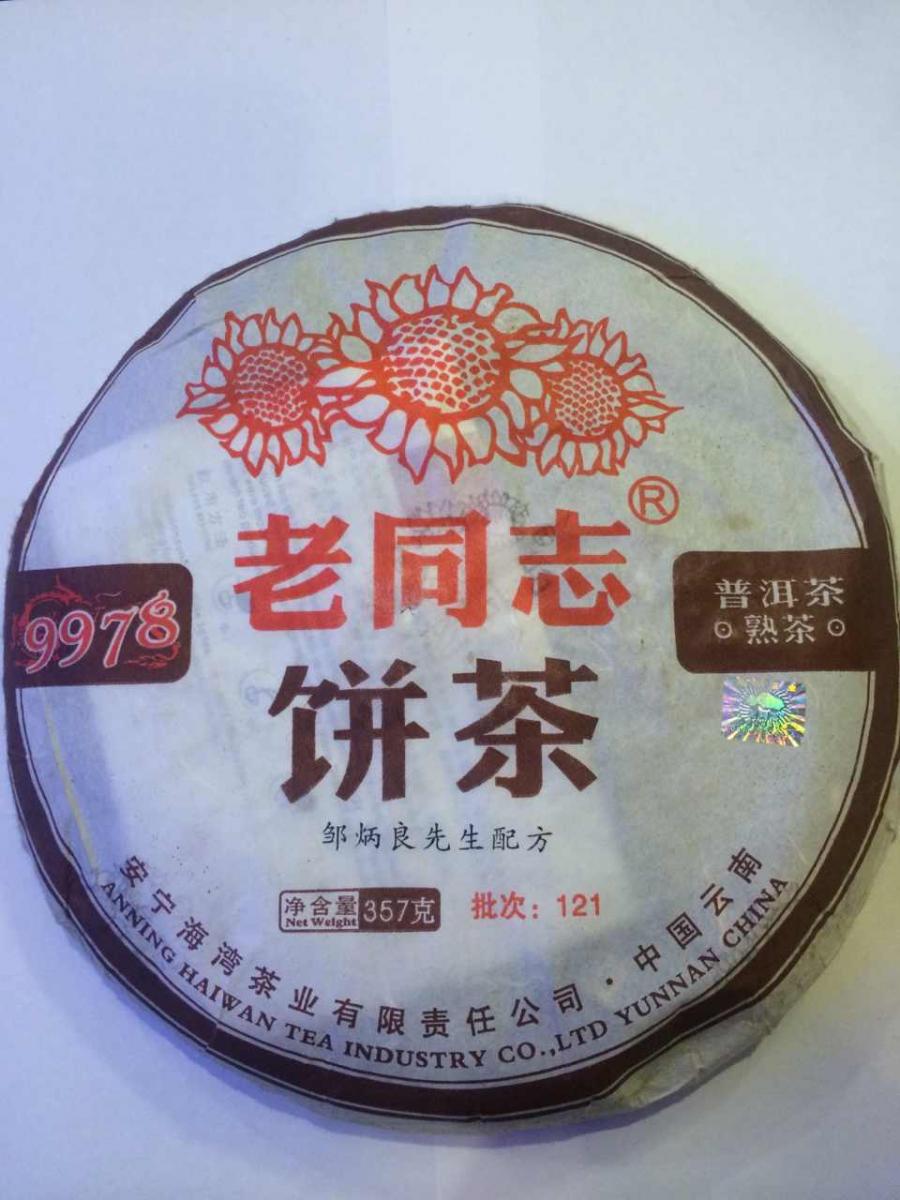 ®
老同志
9978
普洱茶
熟茶
饼茶
邹炳良先生配方
净含量
Net Weight
357克
批次：121
安宁海湾茶业有限责任公司·中国云南
ANNING HAIWAN TEA INDUSTRY CO.,LTD YUNNAN CHINA